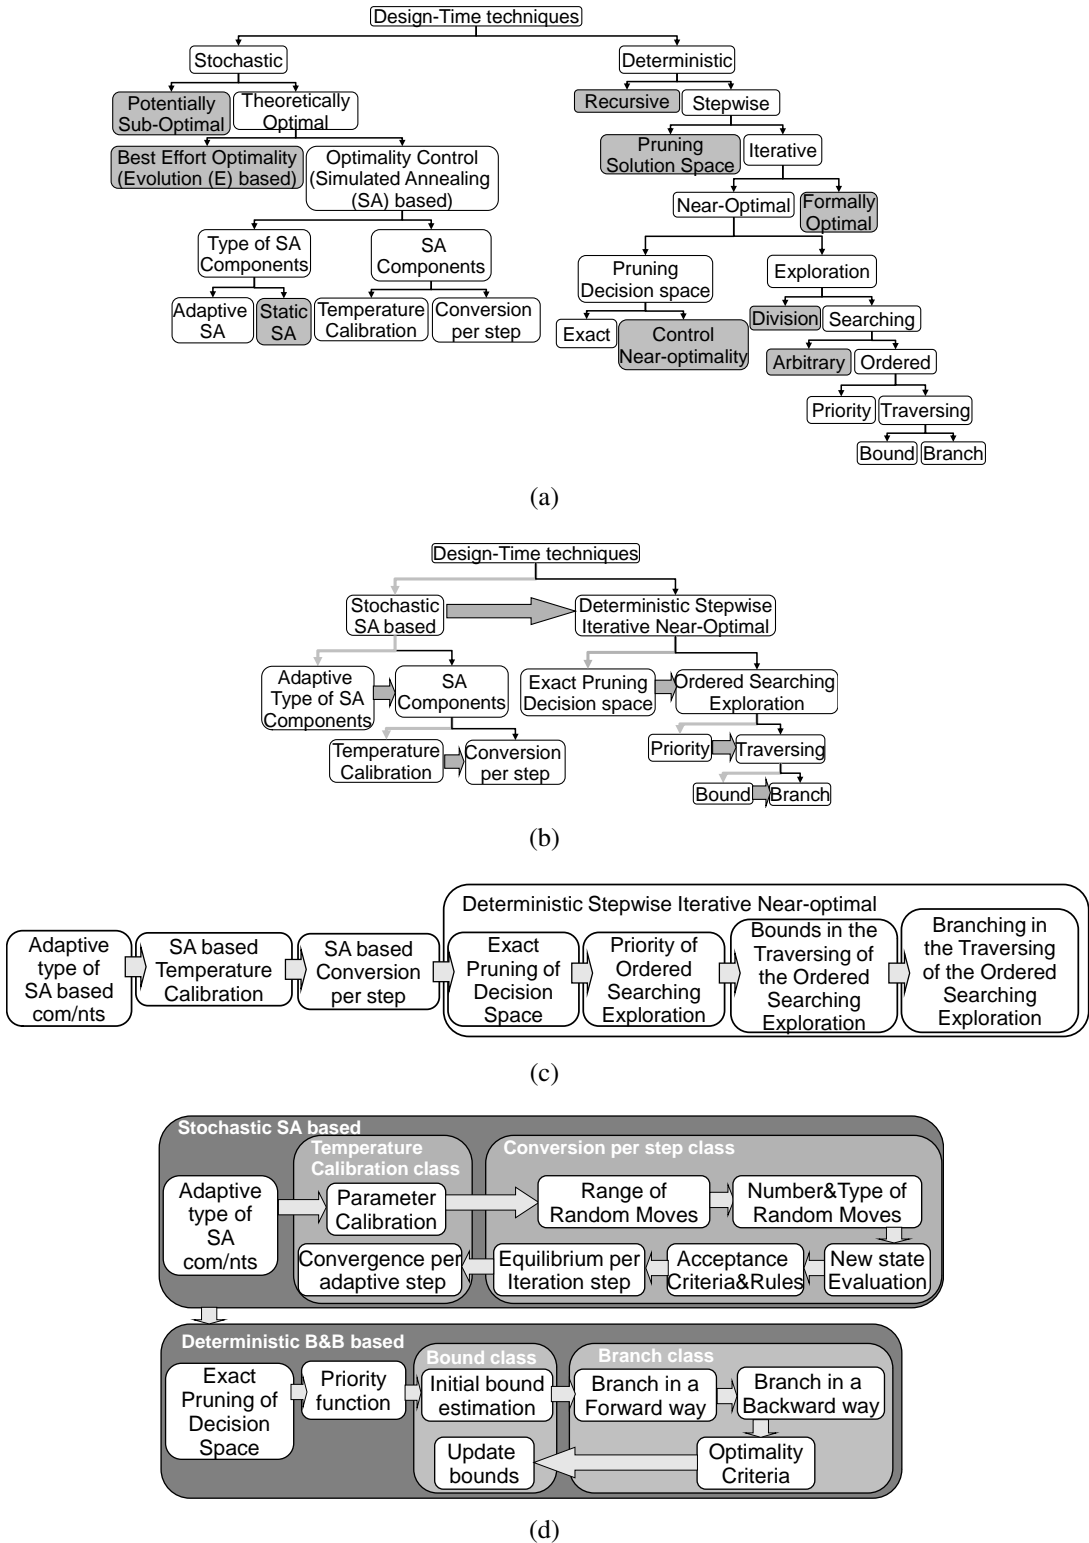 Design-Time techniques
Stochastic
Deterministic
Potentially
Sub-Optimal
Theoretically
Optimal
Recursive
Stepwise
Best Effort Optimality
(Evolution (E) based)
Optimality Control
(Simulated Annealing
(SA) based)
Pruning
Solution Space
Iterative
Near-Optimal
Formally
Optimal
Type of SA
Components
SA
Components
Pruning
Decision space
Exploration
Adaptive
SA
Static
SA
Temperature
Calibration
Conversion
per step
Exact
Control
Near-optimality
Division
Searching
Arbitrary
Ordered
Priority
Traversing
Bound
Branch
(a)
Design-Time techniques
Stochastic
SA based
Deterministic Stepwise
Iterative Near-Optimal
Adaptive
Type of SA
Components
SA
Components
Exact Pruning
Decision space
Ordered Searching
Exploration
Temperature
Calibration
Conversion
per step
Priority
Traversing
Bound
Branch
(b)
Deterministic Stepwise Iterative Near-optimal
Adaptive
type of
SA based
com/nts
SA based
Temperature
Calibration
SA based
Conversion
per step
Exact
Pruning of
Decision
Space
Priority of
Ordered
Searching
Exploration
Bounds in the
Traversing of
the Ordered
Searching
Exploration
Branching in
the Traversing
of the Ordered
Searching
Exploration
(c)
Stochastic SA based
Temperature
Calibration class
Conversion per step class
Adaptive
type of
SA
com/nts
Parameter
Calibration
Range of
Random Moves
Number&Type of
Random Moves
Convergence per
adaptive step
Equilibrium per
Iteration step
Acceptance
Criteria&Rules
New state
Evaluation
Deterministic B&B based
Bound class
Branch class
Exact
Pruning of
Decision
Space
Priority
function
Initial bound
estimation
Branch in a
Forward way
Branch in a
Backward way
Update
bounds
Optimality
Criteria
(d)